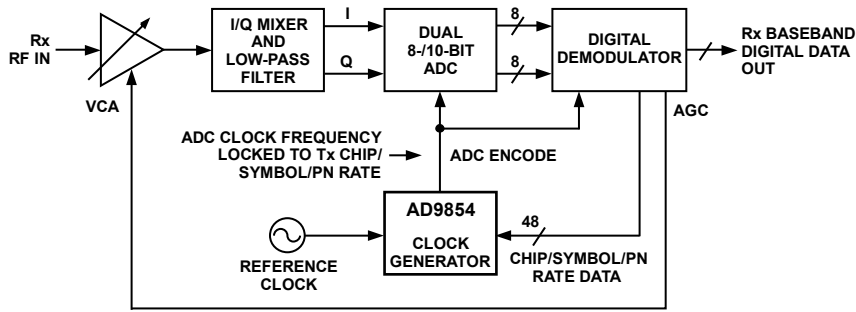 Rx
RF IN
VCA
I/Q MIXER
AND
LOW-PASS
FILTER
I
Q
DUAL
8-/10-BIT
ADC
8
8
DIGITAL
DEMODULATOR
Rx BASEBAND
DIGITAL DATA
OUT
AGC
ADC CLOCK FREQUENCY
LOCKED TO Tx CHIP/
SYMBOL/PN RATE
ADC ENCODE
AD9854
CLOCK
GENERATOR
48
CHIP/SYMBOL/PN
RATE DATA
REFERENCE
CLOCK